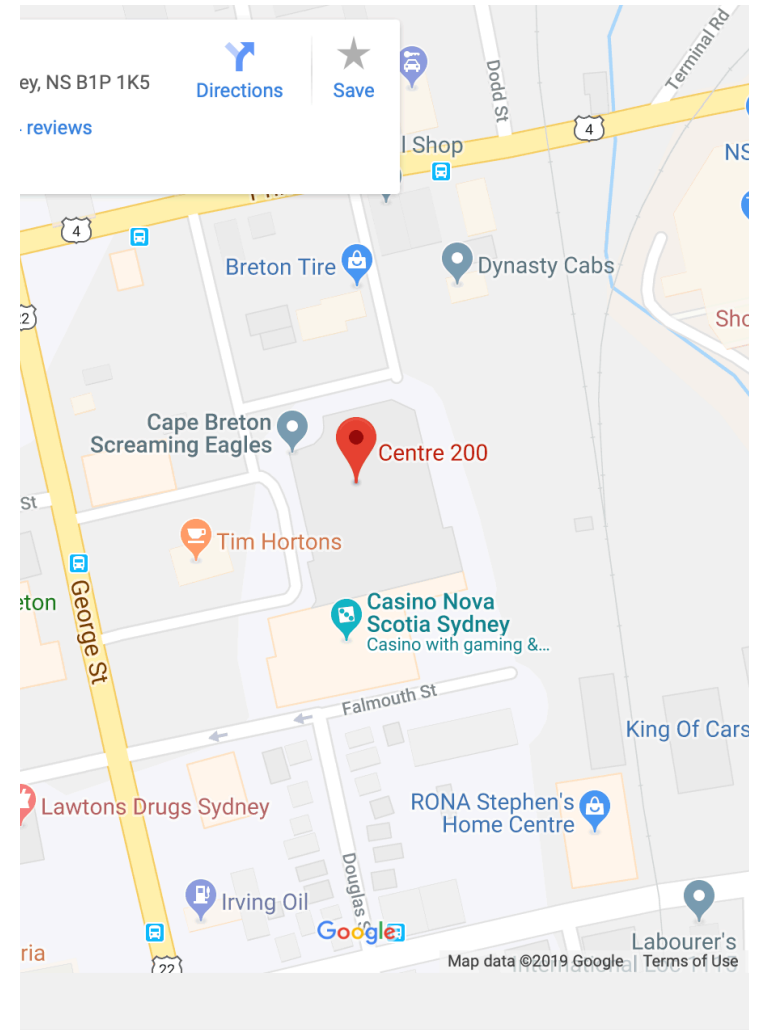 ey, NS B1P 1K5
Directions
Save
reviews
Dodd St
Terminal Rd
4
l Shop
NS
4
Breton Tire
Dynasty Cabs
22
Sho
Cape Breton
Screaming Eagles
Centre 200
St
Tim Hortons
eton
George St
Casino Nova
Scotia Sydney
Casino with gaming &...
Falmouth St
King Of Cars
Lawtons Drugs Sydney
RONA Stephen's
Home Centre
Douglas S
Irving Oil
Google
ria
22
Labourer's
International Loc 1115
Map data ©2019 Google
Terms of Use